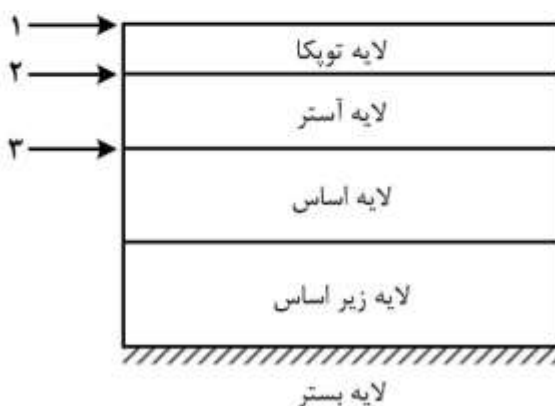 ۱
لایه توپکا
۲
لایه آستر
۳
لایه اساس
لایه زیر اساس
لایه بستر